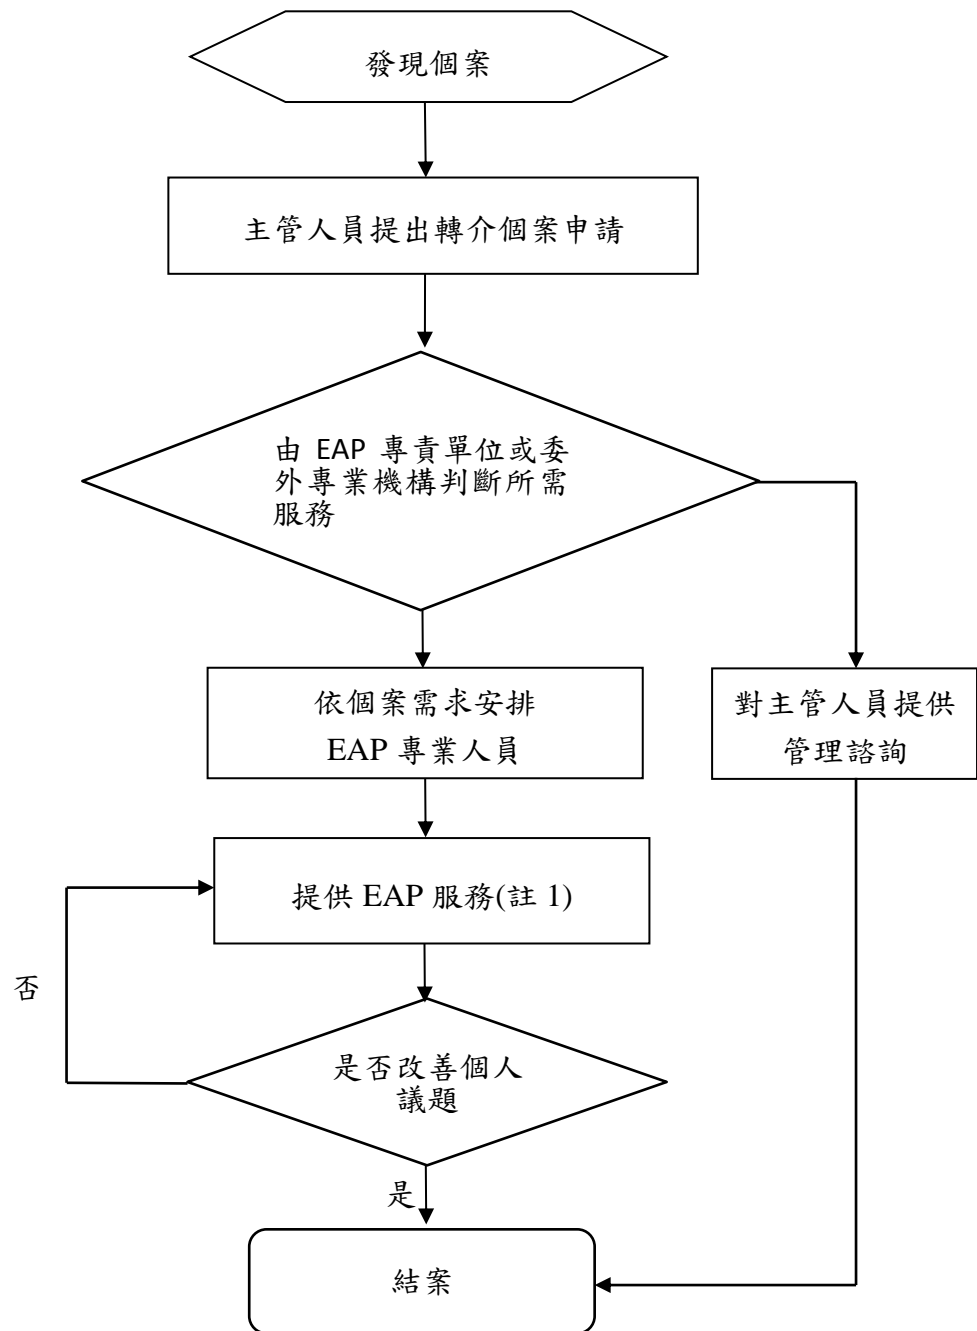 發現個案
主管人員提出轉介個案申請
由 EAP 專責單位或委
外專業機構判斷所需
服務
依個案需求安排
EAP 專業人員
對主管人員提供
管理諮詢
提供 EAP 服務(註 1)
否
是否改善個人
議題
是
結案